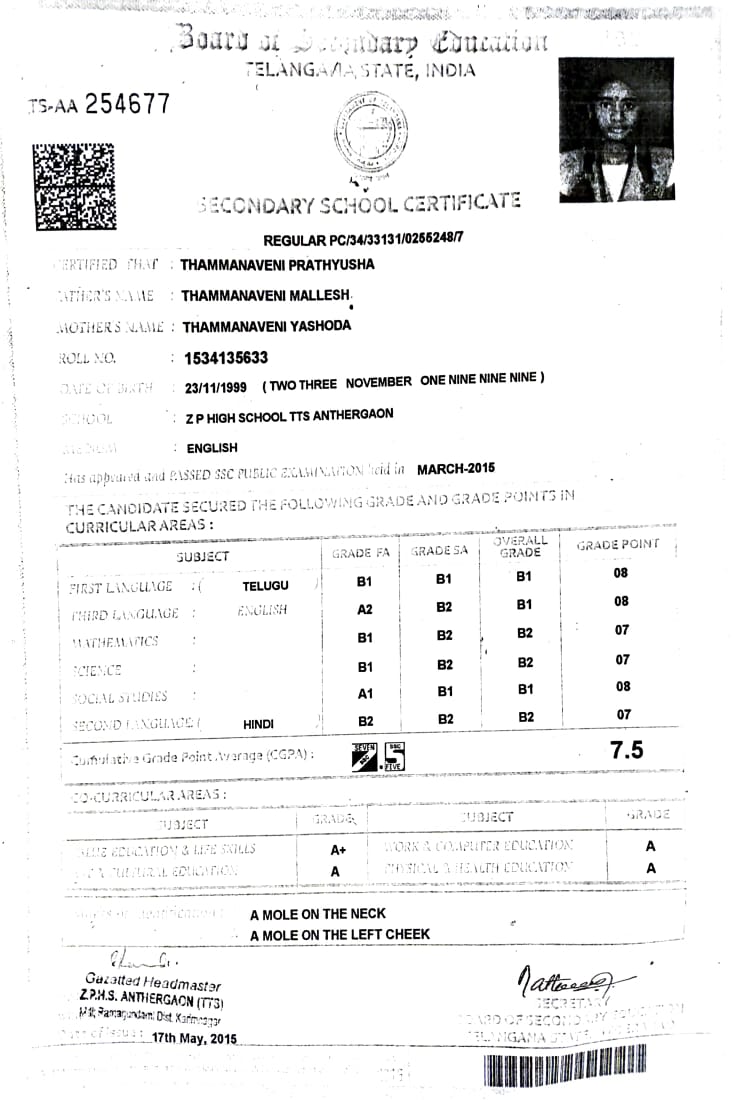 Board of Secondary Education
TELANGANA STATE, INDIA
TS-AA 254677
SECONDARY SCHOOL CERTIFICATE
REGULAR PC/34/33131/0255248/7
CERTIFIED THAT : THAMMANAVENI PRATHYUSHA
FATHER'S NAME : THAMMANAVENI MALLESH
MOTHER'S NAME : THAMMANAVENI YASHODA
ROLL NO. : 1534135633
DATE OF BIRTH : 23/11/1999 ( TWO THREE NOVEMBER ONE NINE NINE NINE )
SCHOOL : Z P HIGH SCHOOL TTS ANTHERGAON
MEDIUM : ENGLISH
Has appeared and PASSED SSC PUBLIC EXAMINATION held in MARCH-2015
THE CANDIDATE SECURED THE FOLLOWING GRADE AND GRADE POINTS IN
CURRICULAR AREAS :
SUBJECT GRADE FA GRADE SA OVERALL GRADE GRADE POINT
FIRST LANGUAGE : ( TELUGU ) B1 B1 B1 08
THIRD LANGUAGE : ENGLISH A2 B2 B1 08
MATHEMATICS : B1 B2 B2 : 07
SCIENCE : B1 B2 B2 07
SOCIAL STUDIES : A1 B1 B1 08
SECOND LANGUAGE ( HINDI ) B2 B2 B2 07
Cumulative Grade Point Average (CGPA) : SEVEN SSC . SSC FIVE 7.5
CO-CURRICULAR AREAS :
SUBJECT GRADE SUBJECT GRADE
VALUE EDUCATION & LIFE SKILLS A+ WORK & COMPUTER EDUCATION A
CULTURAL EDUCATION A PHYSICAL & HEALTH EDUCATION A
A MOLE ON THE NECK
A MOLE ON THE LEFT CHEEK
Gazatted Headmaster
Z.P.H.S. ANTHERGAON (TTS)
Mdl; Ramagundam; Dist. Karimnagar
Date of Issue : 17th May, 2015
SECRETARY
BOARD OF SECONDARY EDUCATION
TELANGANA STATE,